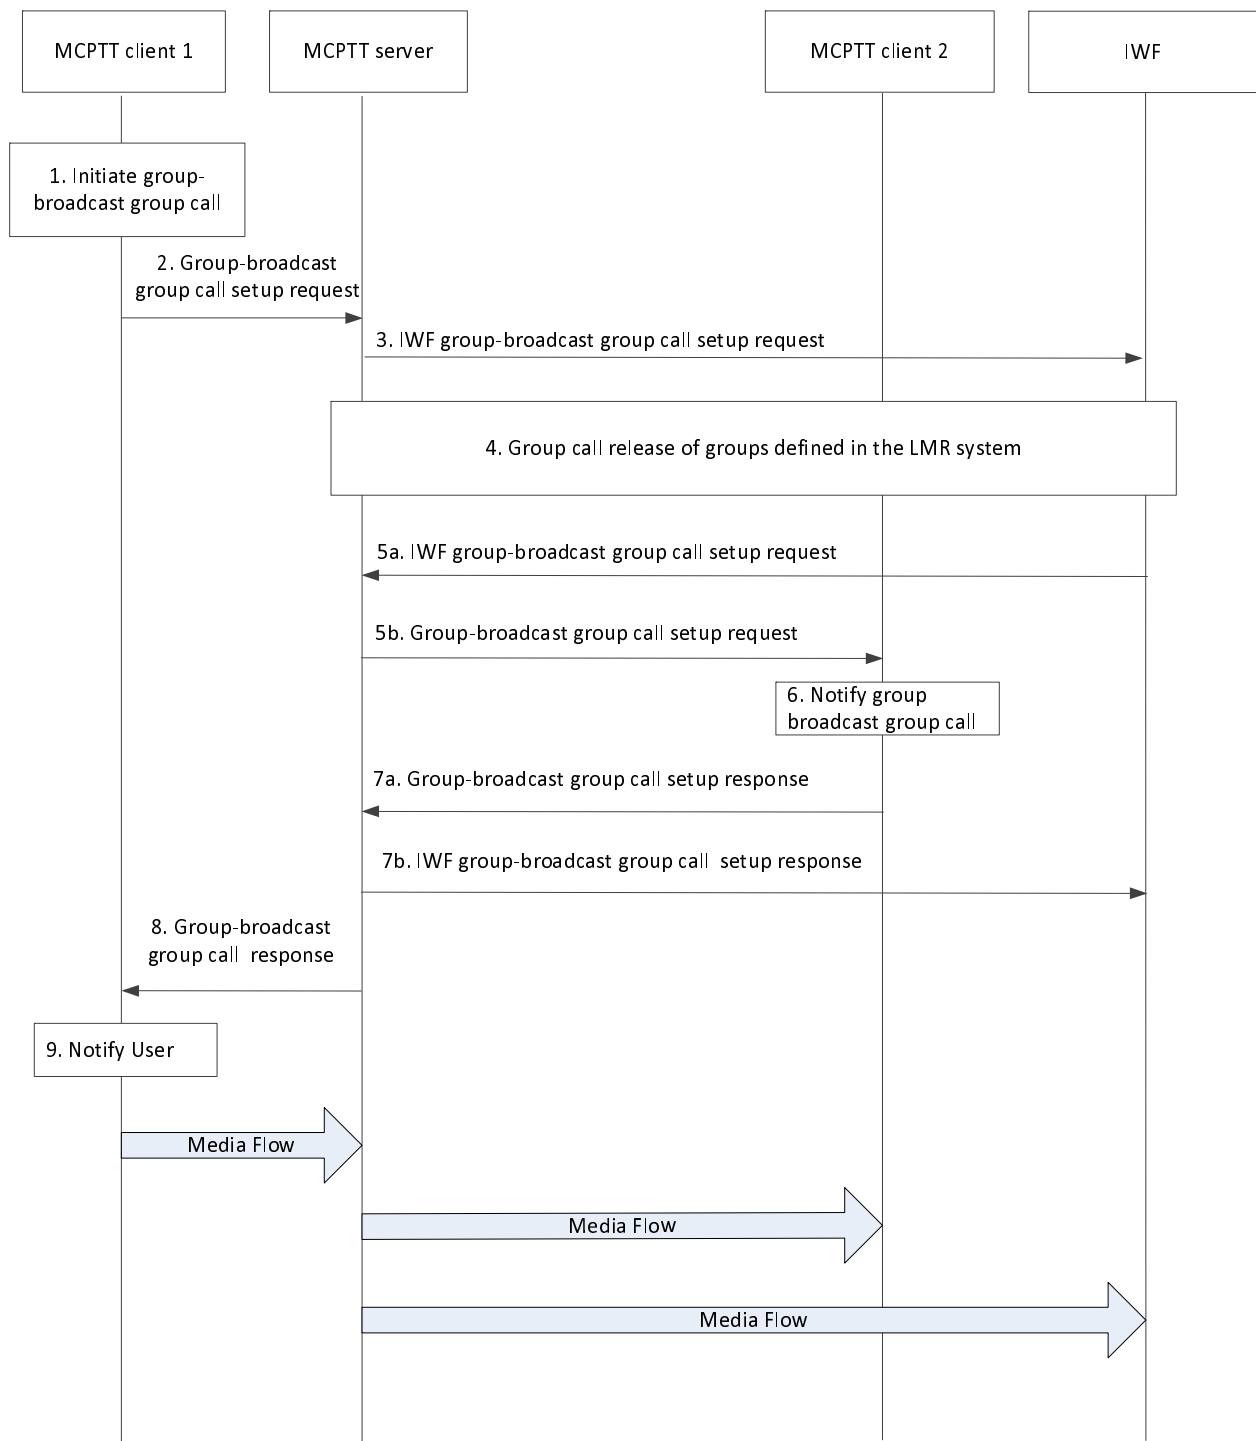 MCPTT client 1
MCPTT server
MCPTT client 2
IWF
1. Initiate group-
broadcast group call
2. Group-broadcast
group call setup request
3. IWF group-broadcast group call setup request
4. Group call release of groups defined in the LMR system
5a. IWF group-broadcast group call setup request
5b. Group-broadcast group call setup request
6. Notify group
broadcast group call
7a. Group-broadcast group call setup response
7b. IWF group-broadcast group call  setup response
8. Group-broadcast
group call  response
9. Notify User
Media Flow
Media Flow
Media Flow